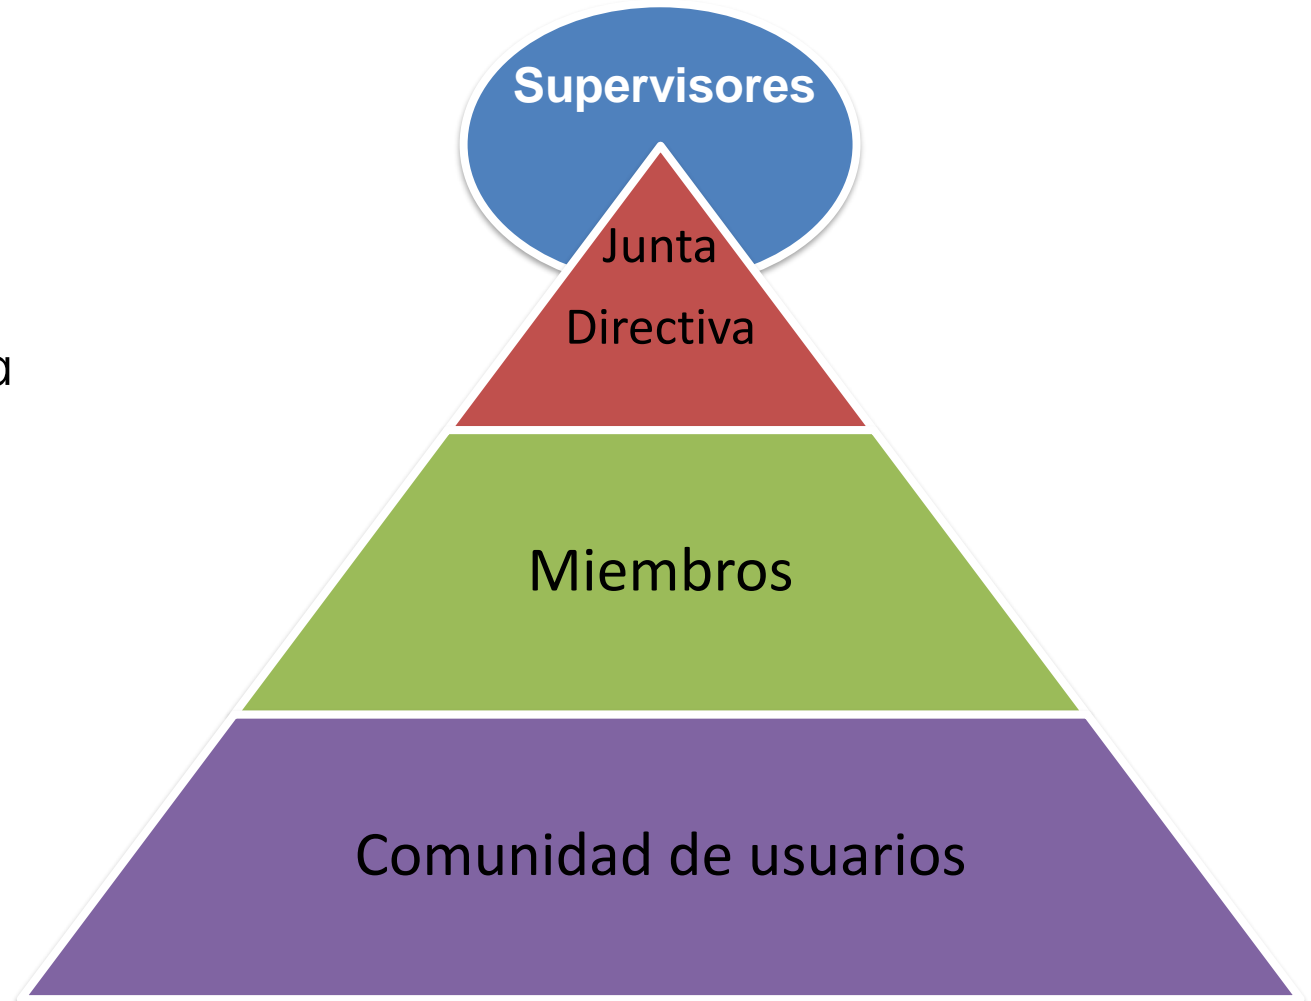 Supervisores
Junta
Directiva
a
Miembros
Comunidad de usuarios